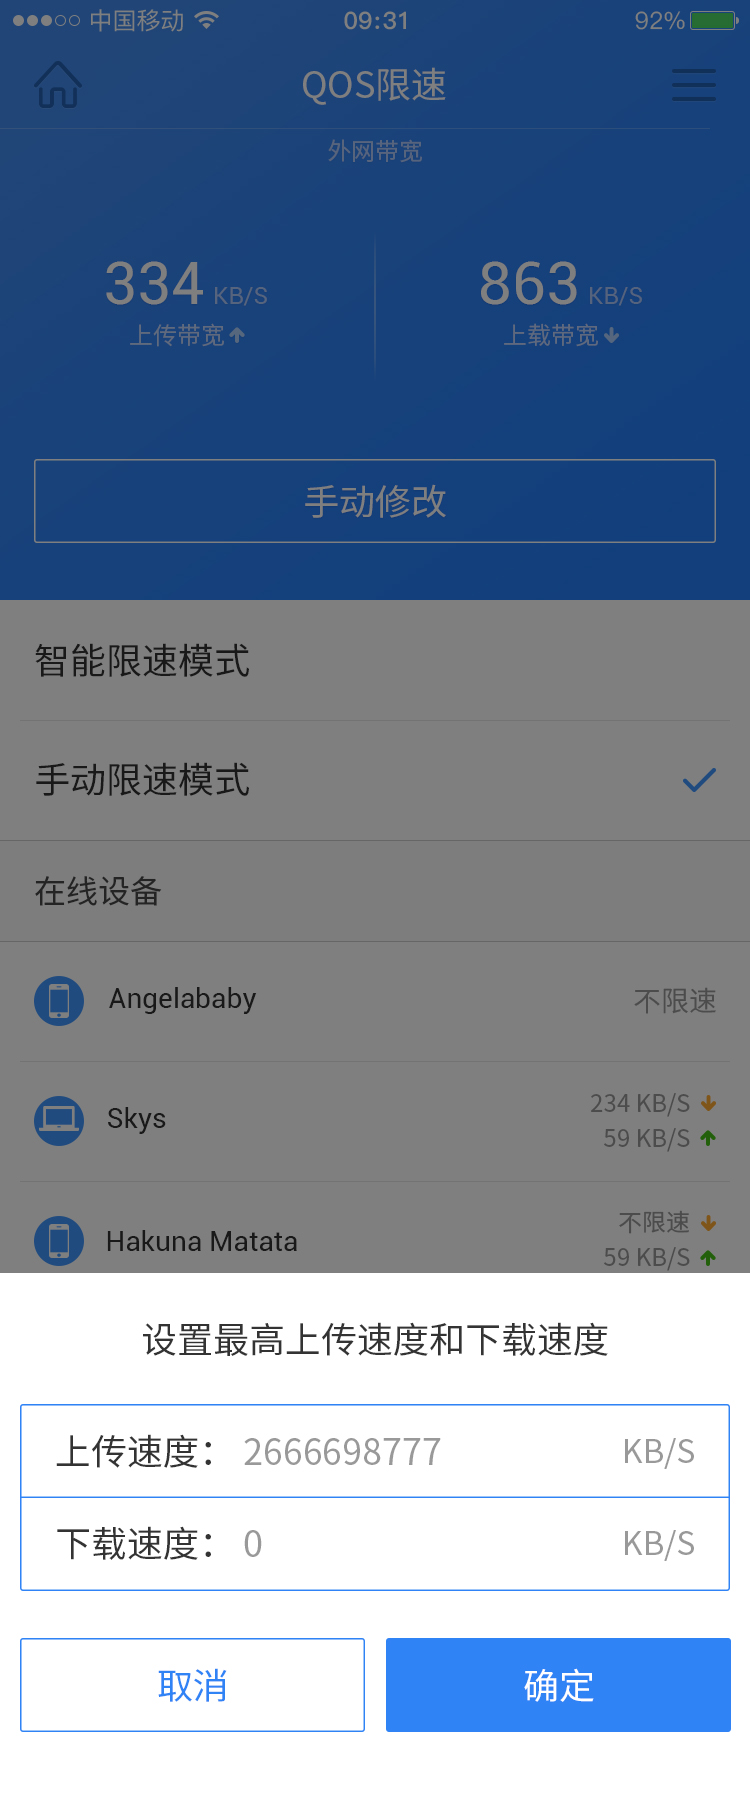 中国移动 09:31 92%
QOS限速
外网带宽
334 KB/S 863 KB/S
上传带宽 上载带宽
手动修改
智能限速模式
手动限速模式
在线设备
Angelababy 不限速
234 KB/S
Skys
59 KB/S
不限速
Hakuna Matata
59 KB/S
设置最高上传速度和下载速度
上传速度： 2666698777 KB/S
下载速度： 0 KB/S
取消 确定